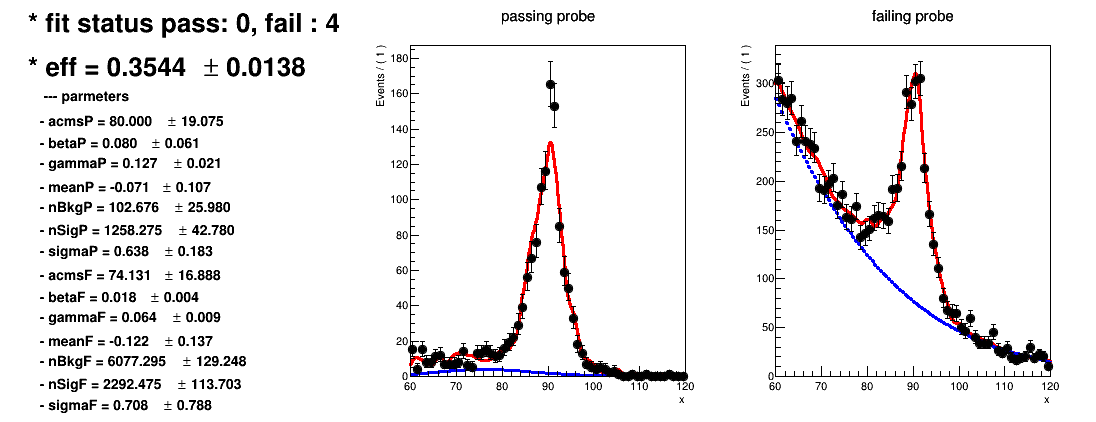 * fit status pass: 0, fail : 4
* eff = 0.3544 ± 0.0138
--- parmeters
- acmsP = 80.000 ± 19.075
- betaP = 0.080 ± 0.061
- gammaP = 0.127 ± 0.021
- meanP = -0.071 ± 0.107
- nBkgP = 102.676 ± 25.980
- nSigP = 1258.275 ± 42.780
- sigmaP = 0.638 ± 0.183
- acmsF = 74.131 ± 16.888
- betaF = 0.018 ± 0.004
- gammaF = 0.064 ± 0.009
- meanF = -0.122 ± 0.137
- nBkgF = 6077.295 ± 129.248
- nSigF = 2292.475 ± 113.703
- sigmaF = 0.708 ± 0.788
passing probe
Events / ( 1 )
180
160
140
120
100
80
60
40
20
0
60 70 80 90 100 110 120
x
failing probe
Events / ( 1 )
300
250
200
150
100
50
0
60 70 80 90 100 110 120
x